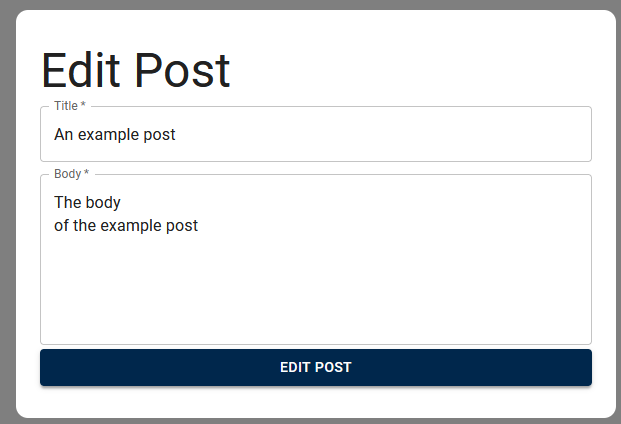 Edit Post
Title *
An example post
Body *
The body
of the example post
EDIT POST